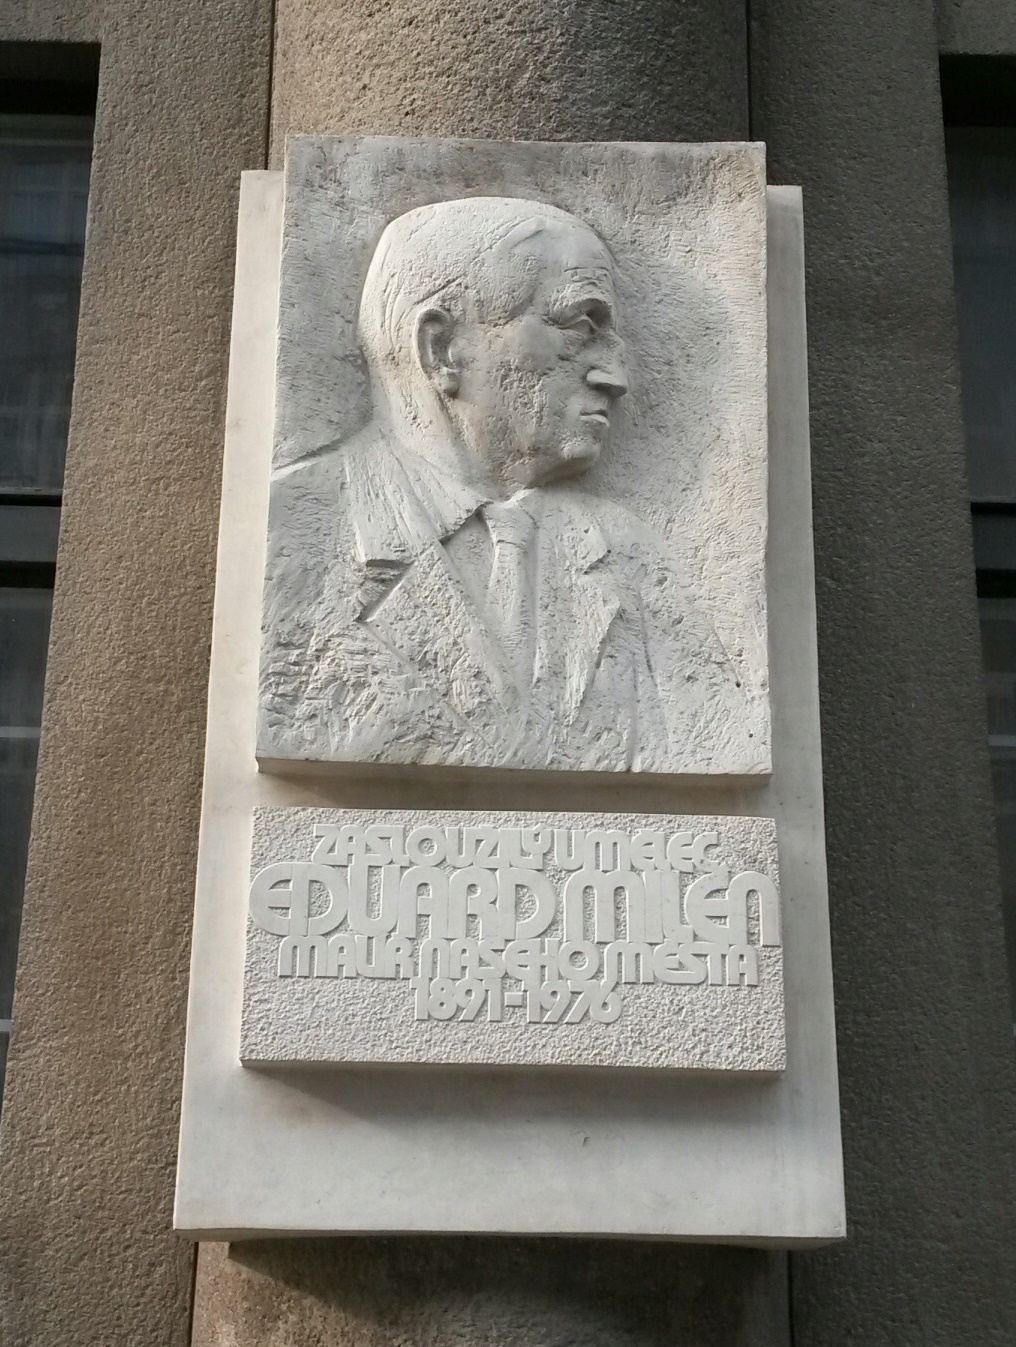 ZASLOUŽILÝ UMĚLEC
EDUARD MILÉN
MALÍŘ NAŠEHO MĚSTA
1891-1976